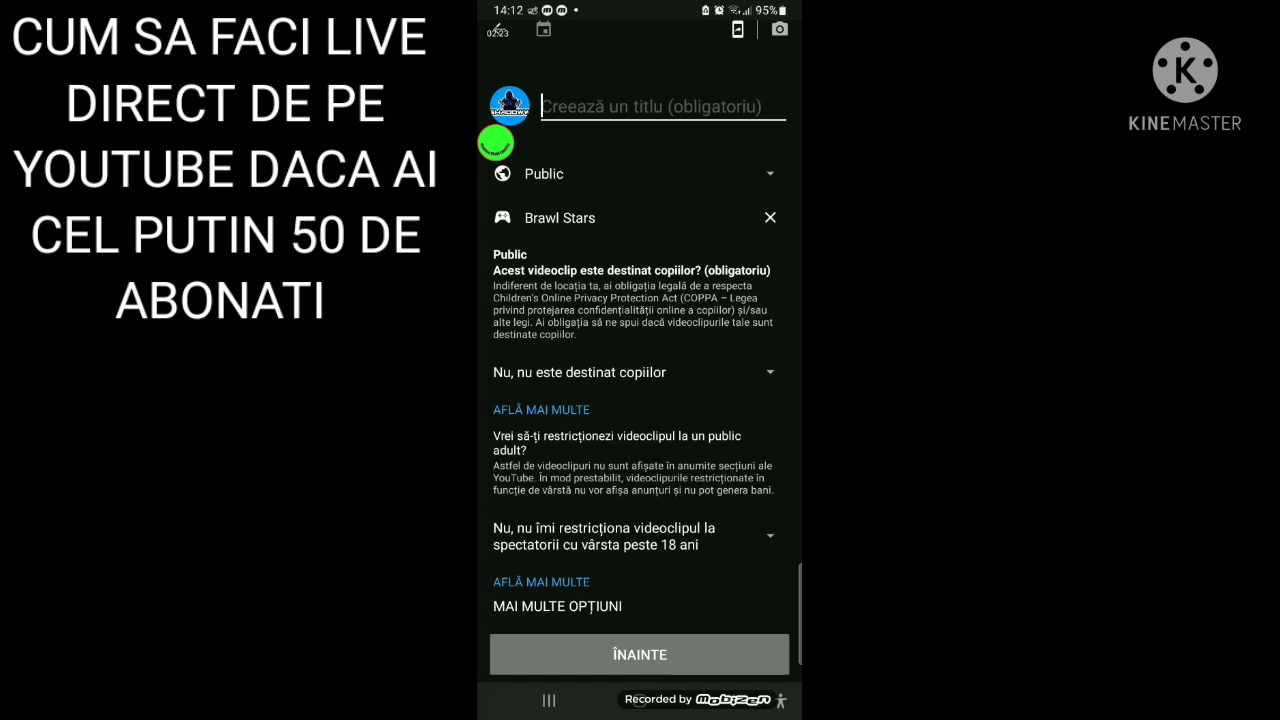 CUM SA FACI LIVE
DIRECT DE PE
YOUTUBE DACA AI
CEL PUTIN 50 DE
ABONATI
14:12
95%
02:23
Creează un titlu (obligatoriu)
SHADOWW
Public
Brawl Stars
Public
Acest videoclip este destinat copiilor? (obligatoriu)
Indiferent de locația ta, ai obligația legală de a respecta
Children's Online Privacy Protection Act (COPPA – Legea
privind protejarea confidențialității online a copiilor) și/sau
alte legi. Ai obligația să ne spui dacă videoclipurile tale sunt
destinate copiilor.
Nu, nu este destinat copiilor
AFLĂ MAI MULTE
Vrei să-ți restricționezi videoclipul la un public
adult?
Astfel de videoclipuri nu sunt afișate în anumite secțiuni ale
YouTube. În mod prestabilit, videoclipurile restricționate în
funcție de vârstă nu vor afișa anunțuri și nu pot genera bani.
Nu, nu îmi restricționa videoclipul la
spectatorii cu vârsta peste 18 ani
AFLĂ MAI MULTE
MAI MULTE OPȚIUNI
ÎNAINTE
Recorded by MOBIZEN
K
KINEMASTER